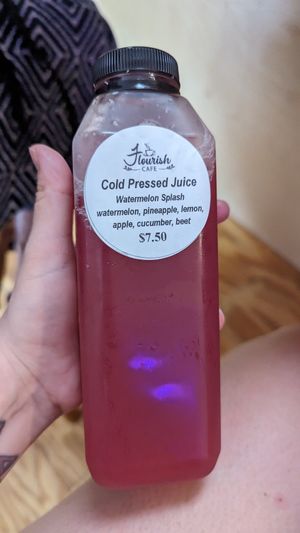 Flourish
CAFE
Cold Pressed Juice
Watermelon Splash
watermelon, pineapple, lemon,
apple, cucumber, beet
$7.50